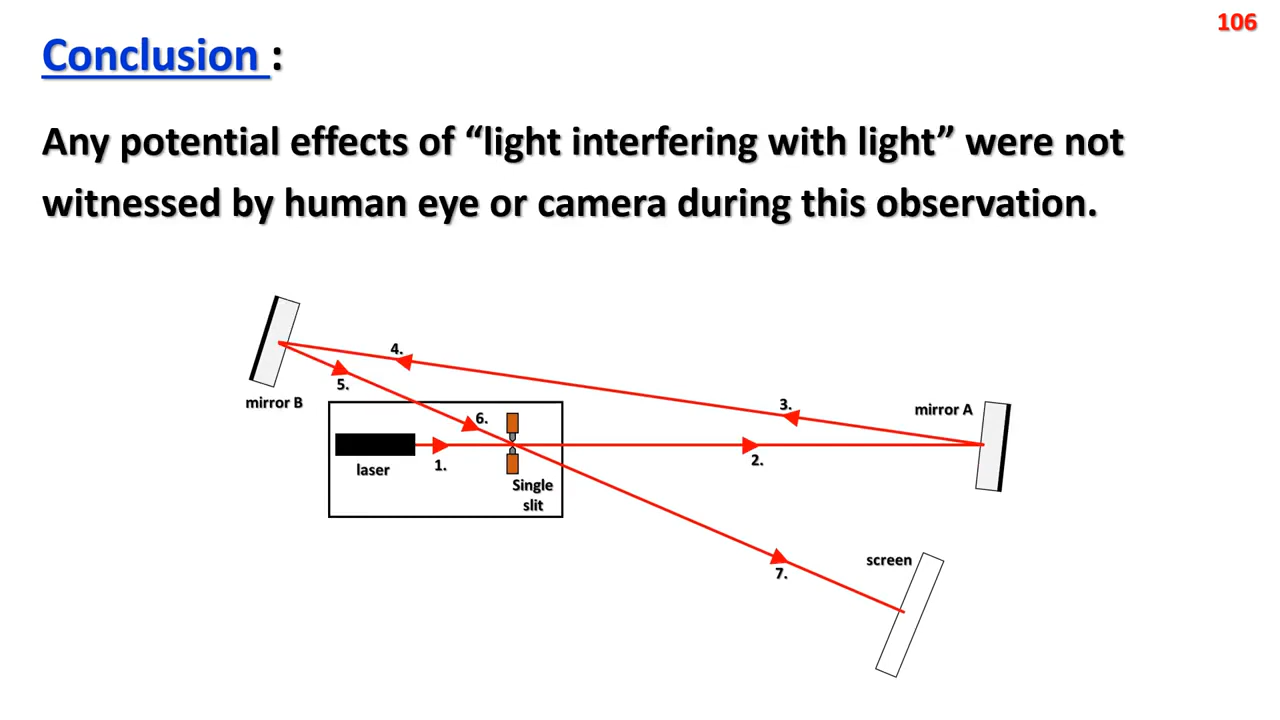 106
Conclusion :
Any potential effects of “light interfering with light” were not
witnessed by human eye or camera during this observation.
4.
5.
mirror B
3.
mirror A
6.
laser
1.
2.
Single
slit
screen
7.